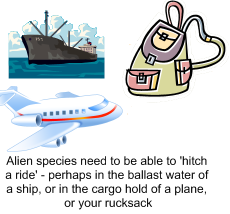 Alien species need to be able to 'hitch
a ride' - perhaps in the ballast water of
a ship, or in the cargo hold of a plane,
or your rucksack